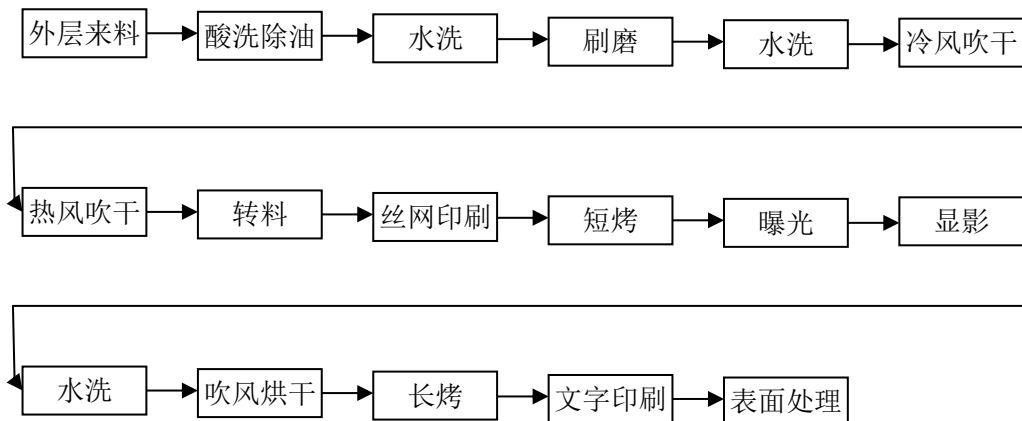 外层来料 酸洗除油 水洗 刷磨 水洗 冷风吹干
热风吹干 转料 丝网印刷 短烤 曝光 显影
水洗 吹风烘干 长烤 文字印刷 表面处理